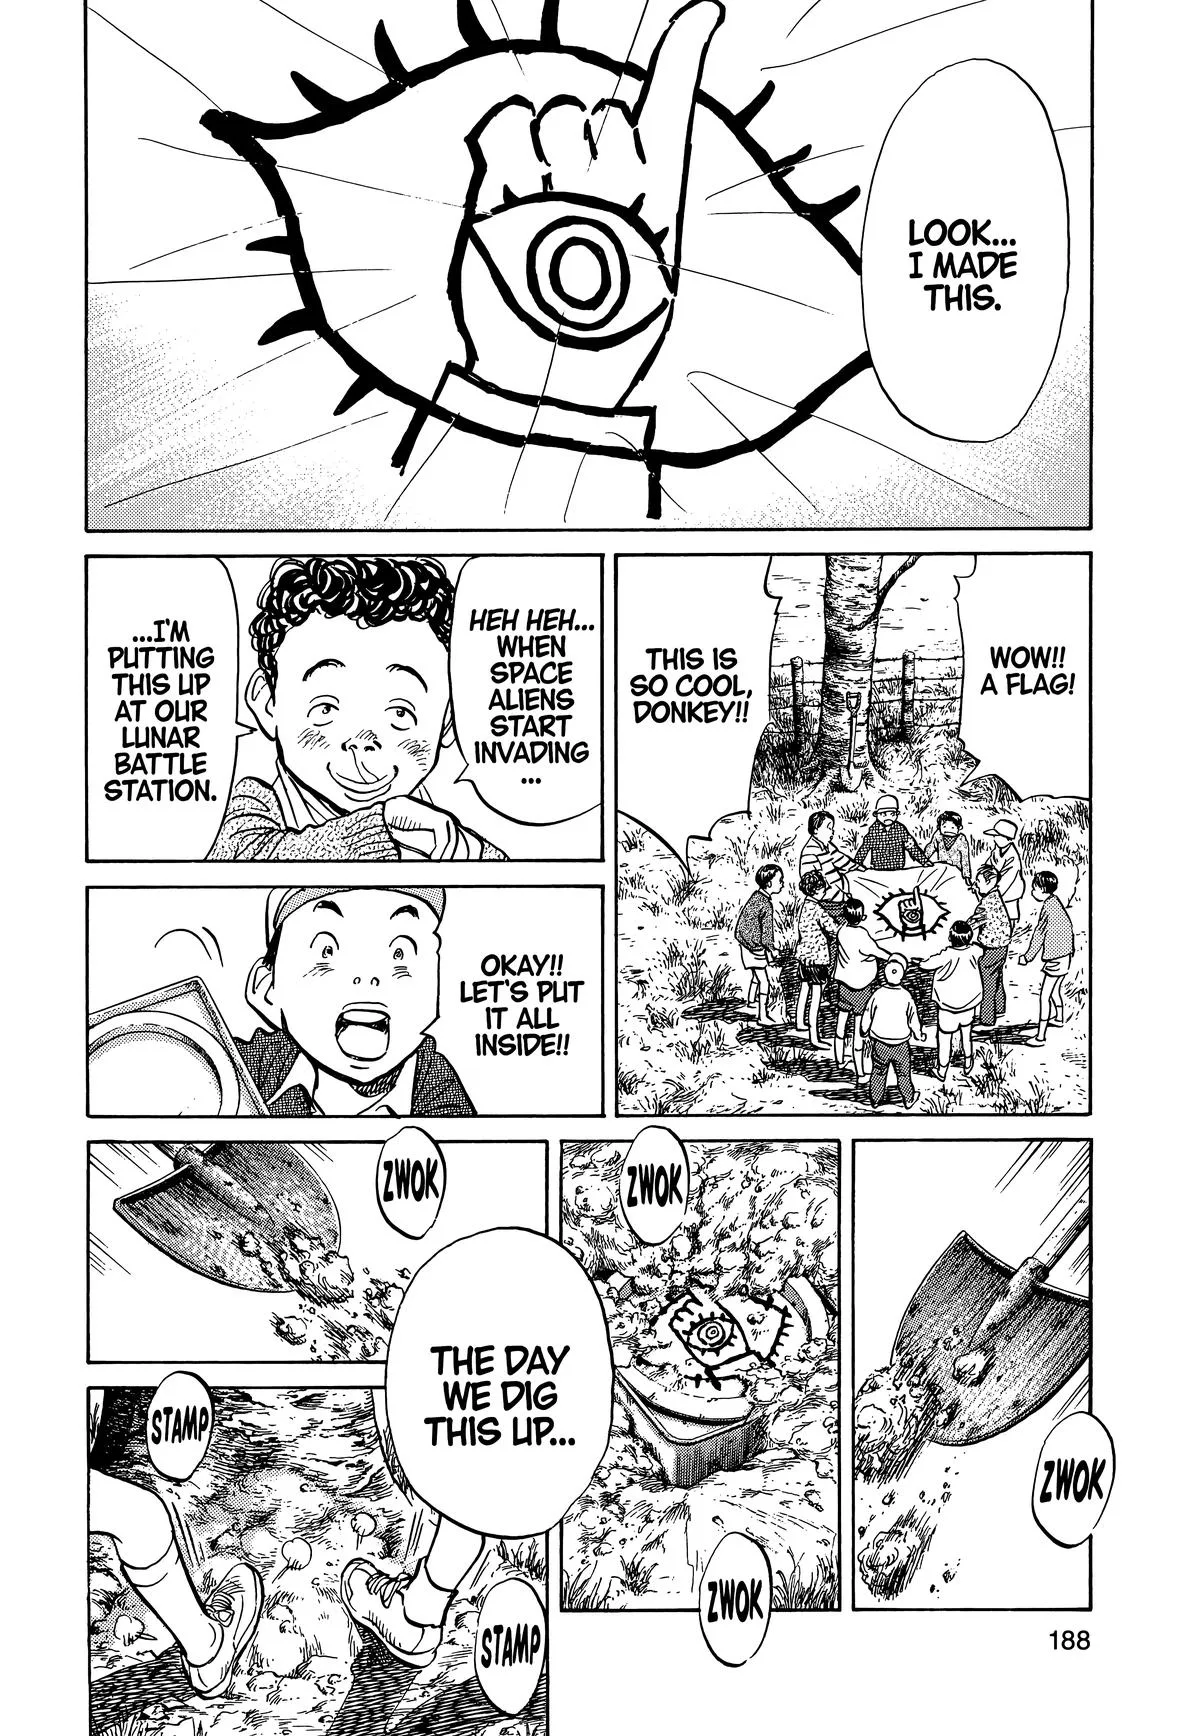 LOOK...
I MADE
THIS.
WOW!!
A FLAG!
THIS IS
SO COOL,
DONKEY!!
HEH HEH...
WHEN
SPACE
ALIENS
START
INVADING
...
...I'M
PUTTING
THIS UP
AT OUR
LUNAR
BATTLE
STATION.
OKAY!!
LET'S PUT
IT ALL
INSIDE!!
ZWOK
ZWOK
ZWOK
ZWOK
THE DAY
WE DIG
THIS UP...
STAMP
STAMP
188